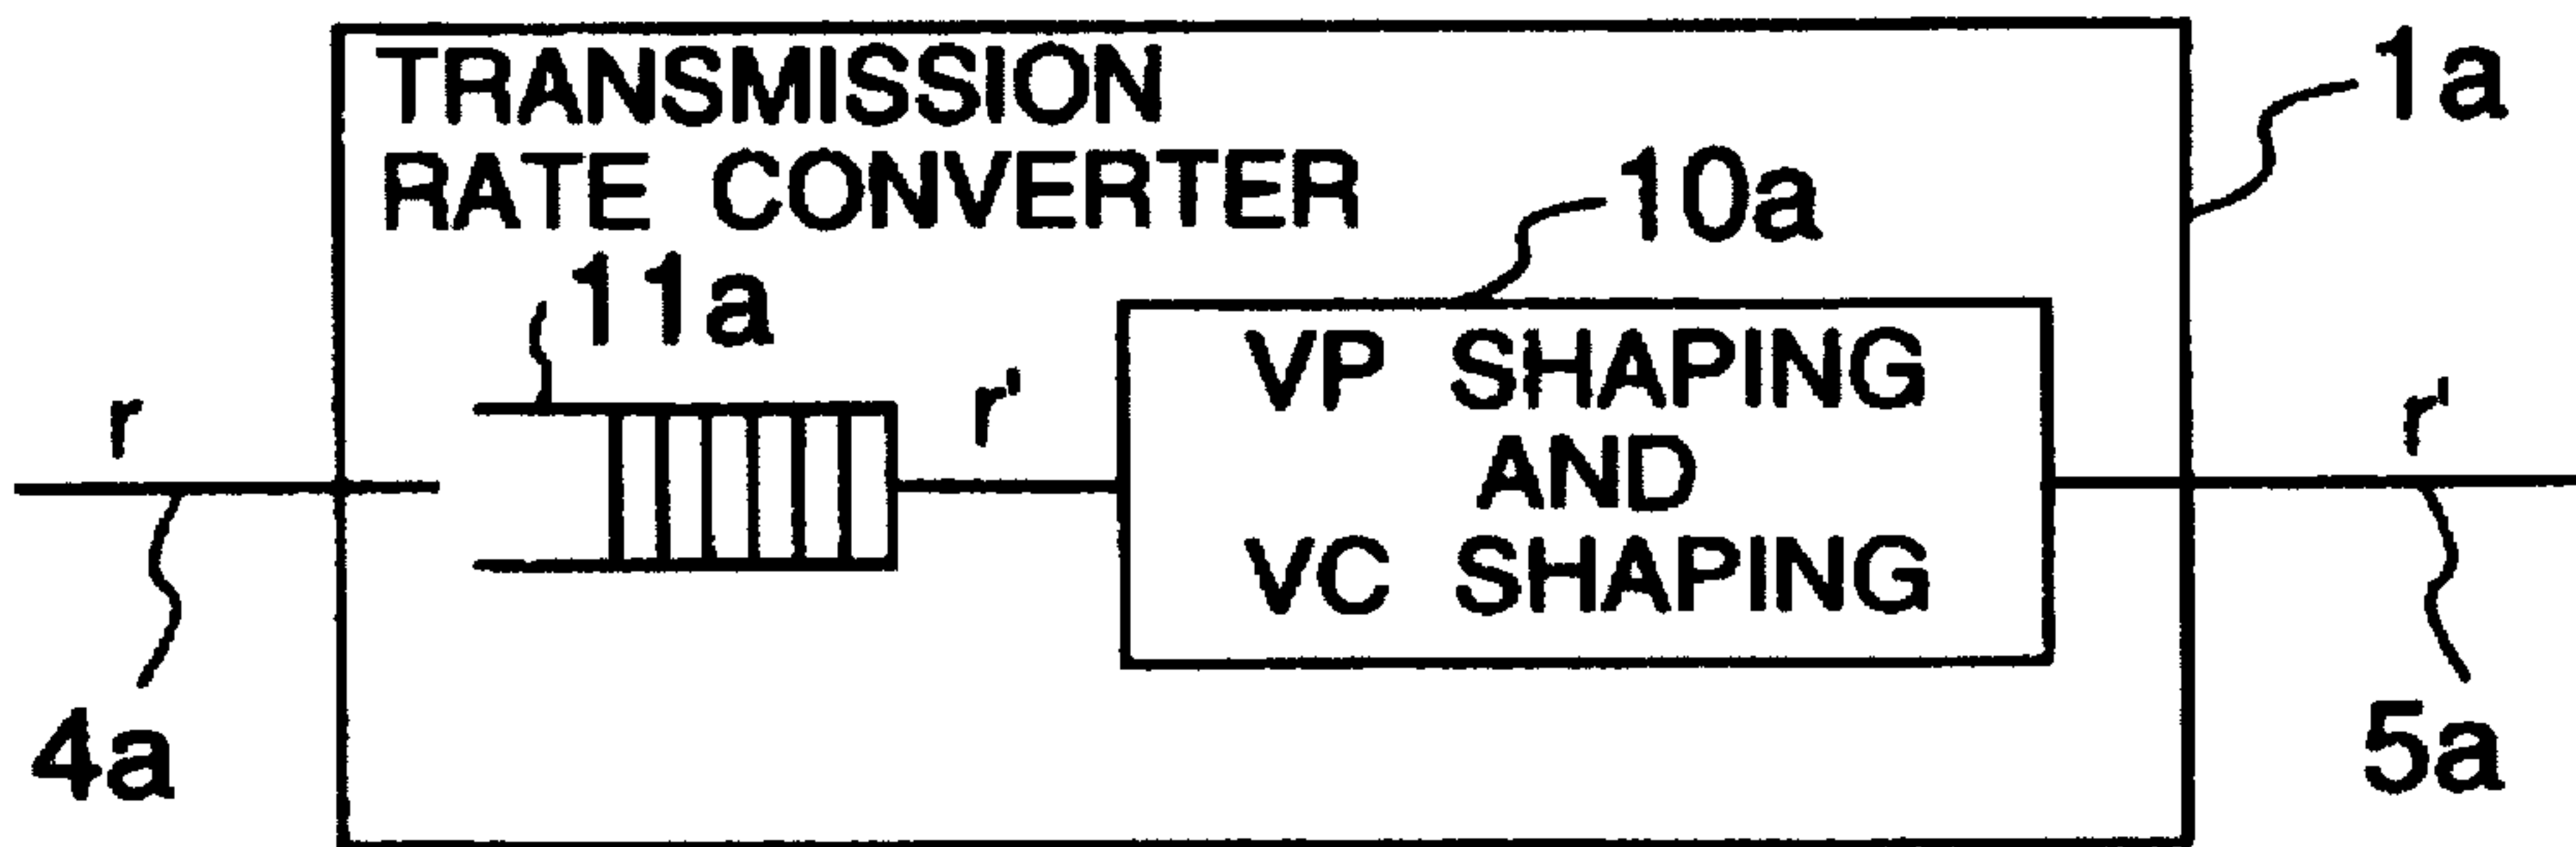 TRANSMISSION
RATE CONVERTER
1a
10a
11a
r
r'
VP SHAPING
AND
VC SHAPING
r'
4a
5a